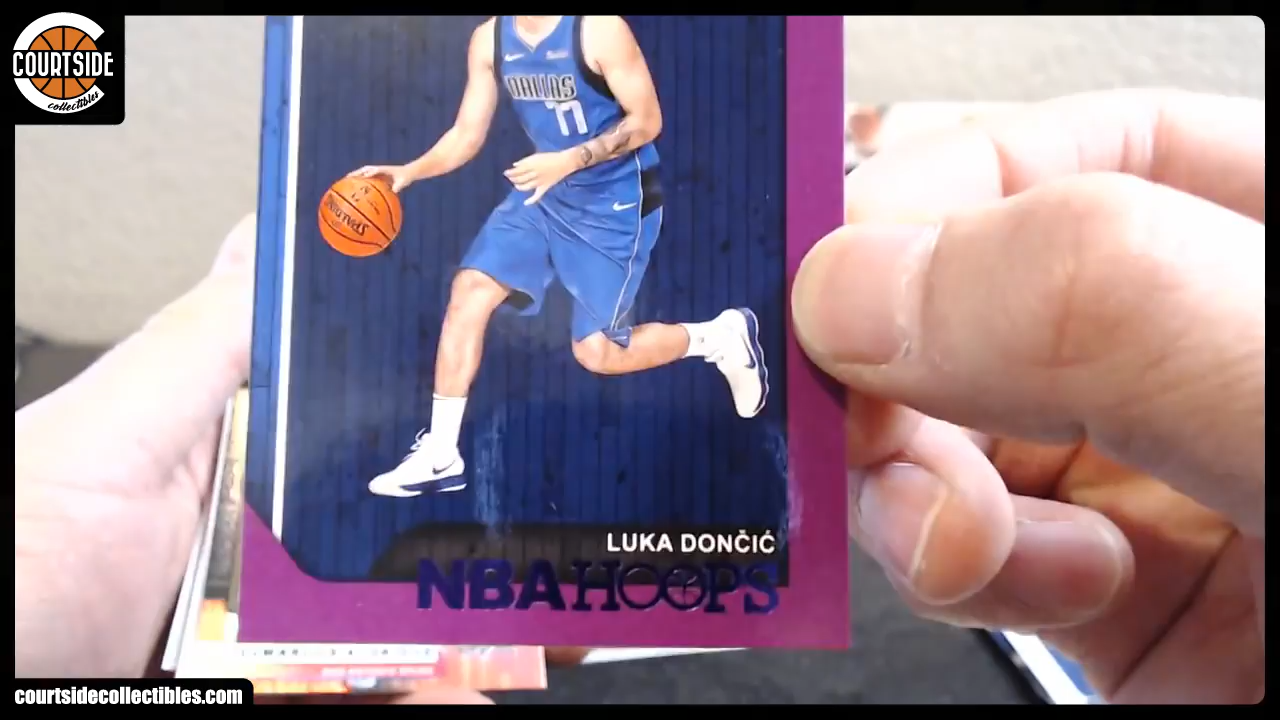 COURTSIDE
collectibles
DALLAS
77
SPALDING
LUKA DONČIĆ
NBA HOOPS
courtsidecollectibles.com